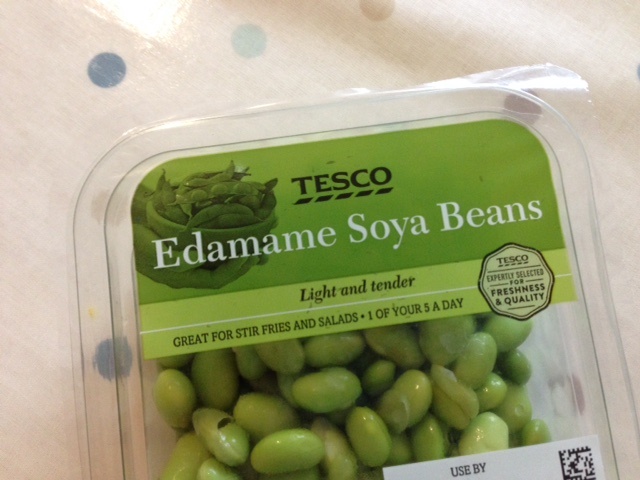 TESCO
Edamame Soya Beans
Light and tender
GREAT FOR STIR FRIES AND SALADS • 1 OF YOUR 5 A DAY
TESCO
EXPERTLY SELECTED
FOR
FRESHNESS
& QUALITY
USE BY